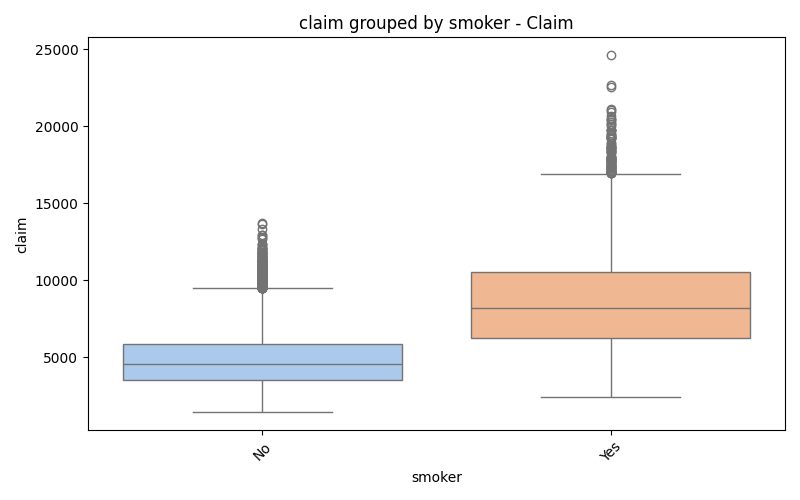 claim grouped by smoker - Claim
25000
20000
15000
10000
5000
claim
No
Yes
smoker